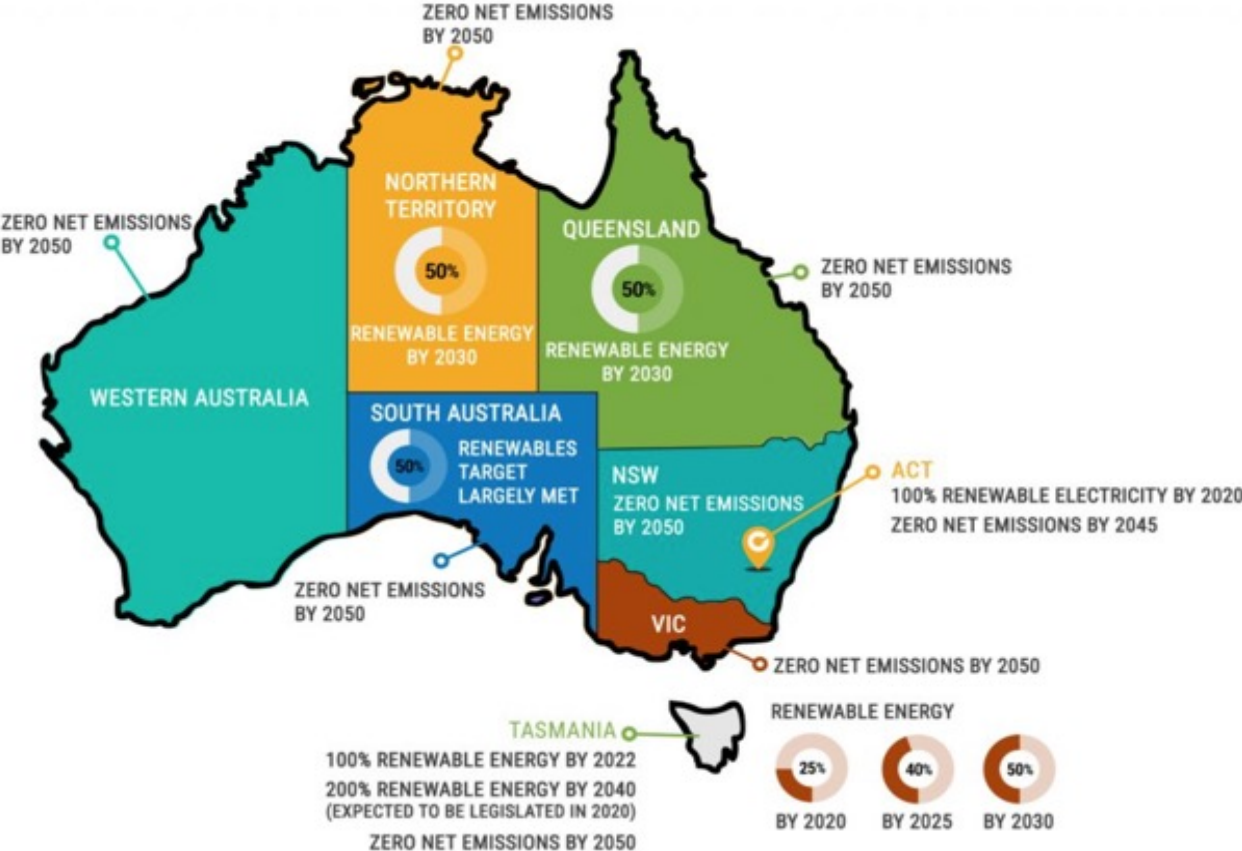 ZERO NET EMISSIONS
BY 2050
NORTHERN
TERRITORY
50%
RENEWABLE ENERGY
BY 2030
QUEENSLAND
50%
RENEWABLE ENERGY
BY 2030
ZERO NET EMISSIONS
BY 2050
ZERO NET EMISSIONS
BY 2050
WESTERN AUSTRALIA
SOUTH AUSTRALIA
50%
RENEWABLES
TARGET
LARGELY MET
ZERO NET EMISSIONS
BY 2050
NSW
ZERO NET EMISSIONS
BY 2050
ACT
100% RENEWABLE ELECTRICITY BY 2020
ZERO NET EMISSIONS BY 2045
VIC
ZERO NET EMISSIONS BY 2050
RENEWABLE ENERGY
25%
40%
50%
BY 2020
BY 2025
BY 2030
TASMANIA
100% RENEWABLE ENERGY BY 2022
200% RENEWABLE ENERGY BY 2040
(EXPECTED TO BE LEGISLATED IN 2020)
ZERO NET EMISSIONS BY 2050